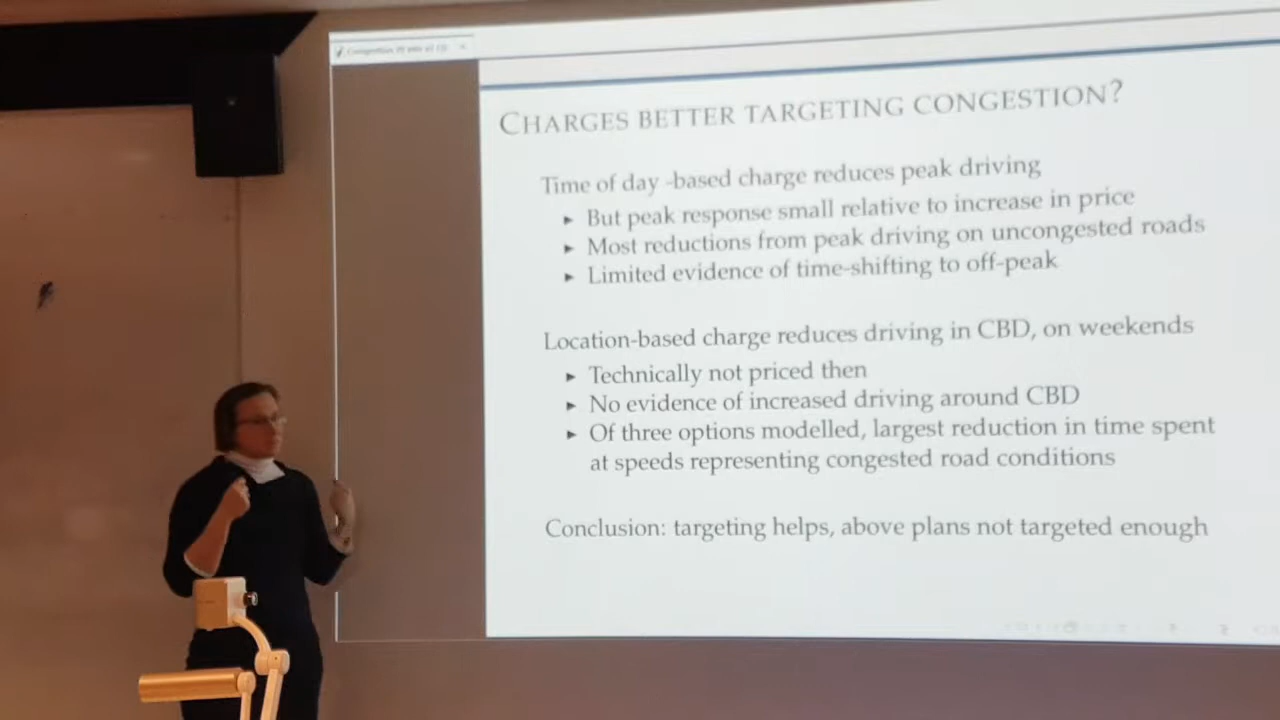 CHARGES BETTER TARGETING CONGESTION?
Time of day -based charge reduces peak driving
▸ But peak response small relative to increase in price
▸ Most reductions from peak driving on uncongested roads
▸ Limited evidence of time-shifting to off-peak
Location-based charge reduces driving in CBD, on weekends
▸ Technically not priced then
▸ No evidence of increased driving around CBD
▸ Of three options modelled, largest reduction in time spent
at speeds representing congested road conditions
Conclusion: targeting helps, above plans not targeted enough